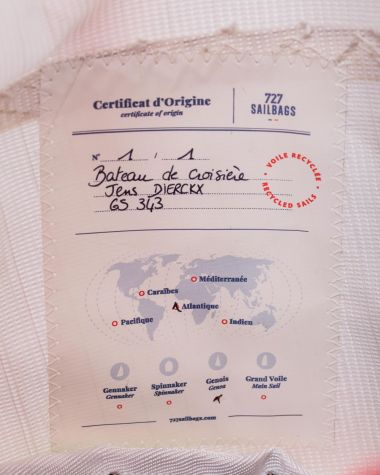 Certificat d'Origine
certificate of origin
727
SAILBAGS
N° 1 / 1
Bateau de Croisière
Jens DIERCKX
GS 343
VOILE RECYCLÉE
RECYCLED SAILS
Méditerranée
Caraïbes
Atlantique
Pacifique
Indien
Gennaker
Gennaker
Spinnaker
Spinnaker
Genois
Genoa
Grand Voile
Main Sail
727sailbags.com